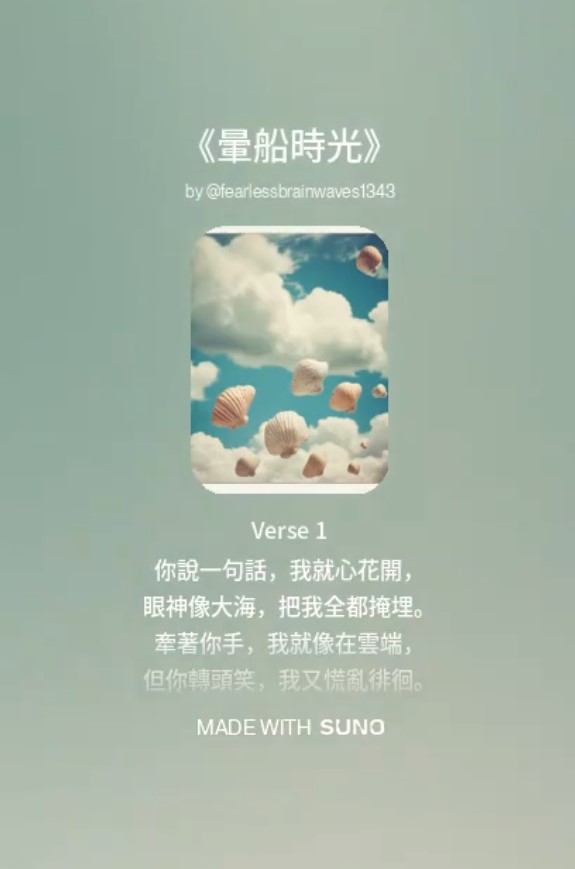 《暈船時光》
by @fearlessbrainwaves1343
Verse 1
你說一句話，我就心花開，
眼神像大海，把我全都掩埋。
牽著你手，我就像在雲端，
但你轉頭笑，我又慌亂徘徊。
MADE WITH SUNO